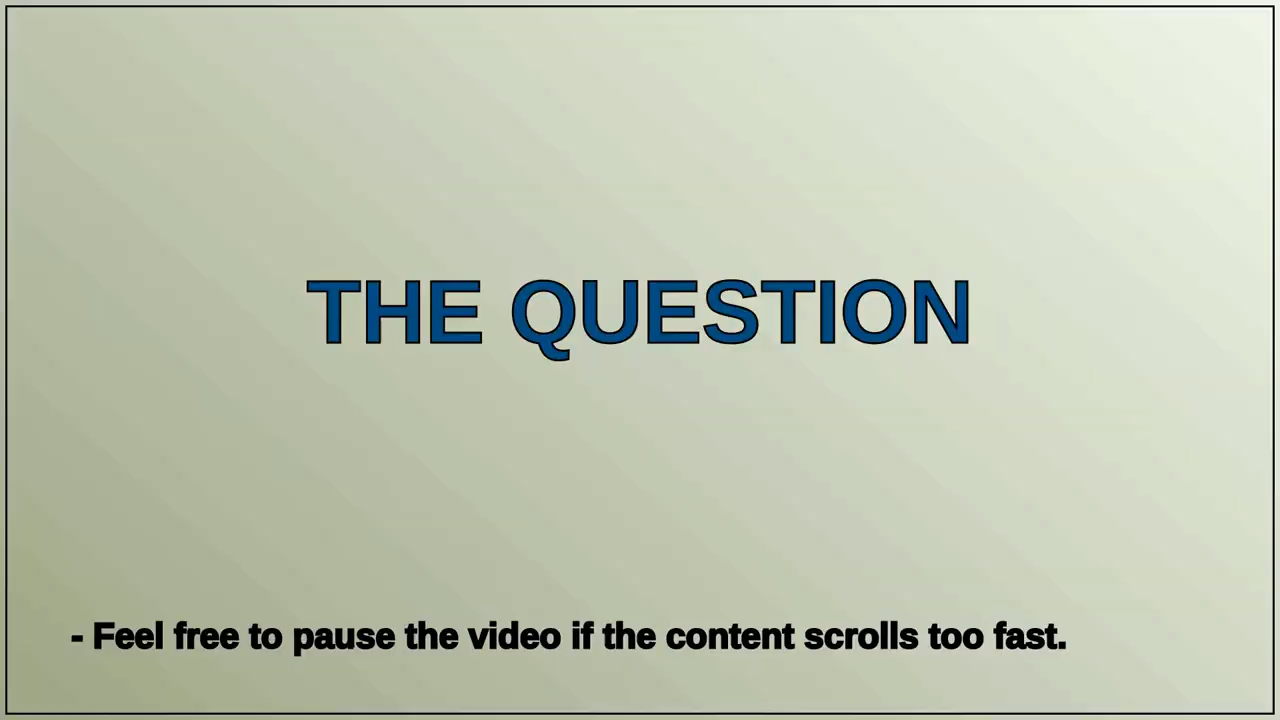 THE QUESTION
- Feel free to pause the video if the content scrolls too fast.